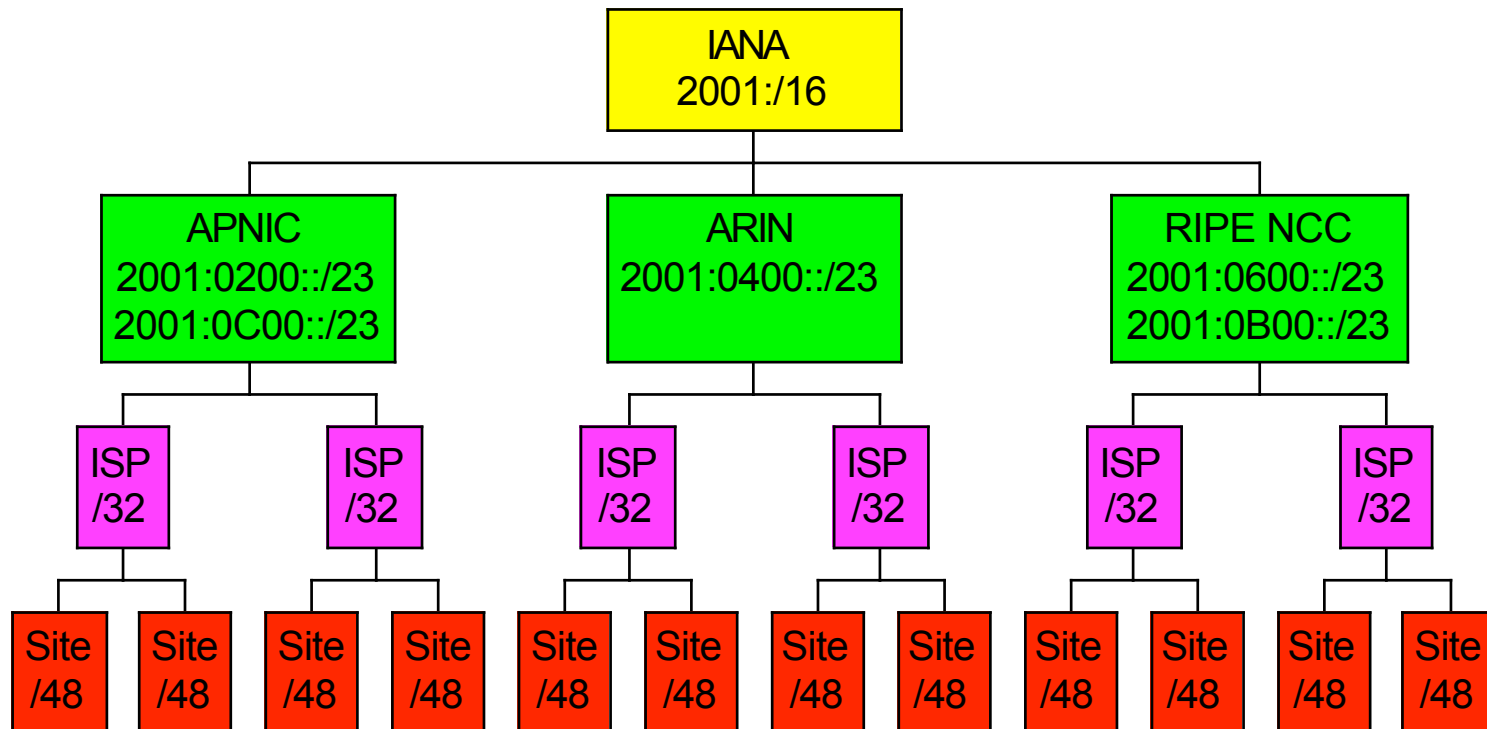 IANA
2001:/16
APNIC
2001:0200::/23
2001:0C00::/23
ARIN
2001:0400::/23
RIPE NCC
2001:0600::/23
2001:0B00::/23
ISP
/32
ISP
/32
ISP
/32
ISP
/32
ISP
/32
ISP
/32
Site
/48
Site
/48
Site
/48
Site
/48
Site
/48
Site
/48
Site
/48
Site
/48
Site
/48
Site
/48
Site
/48
Site
/48